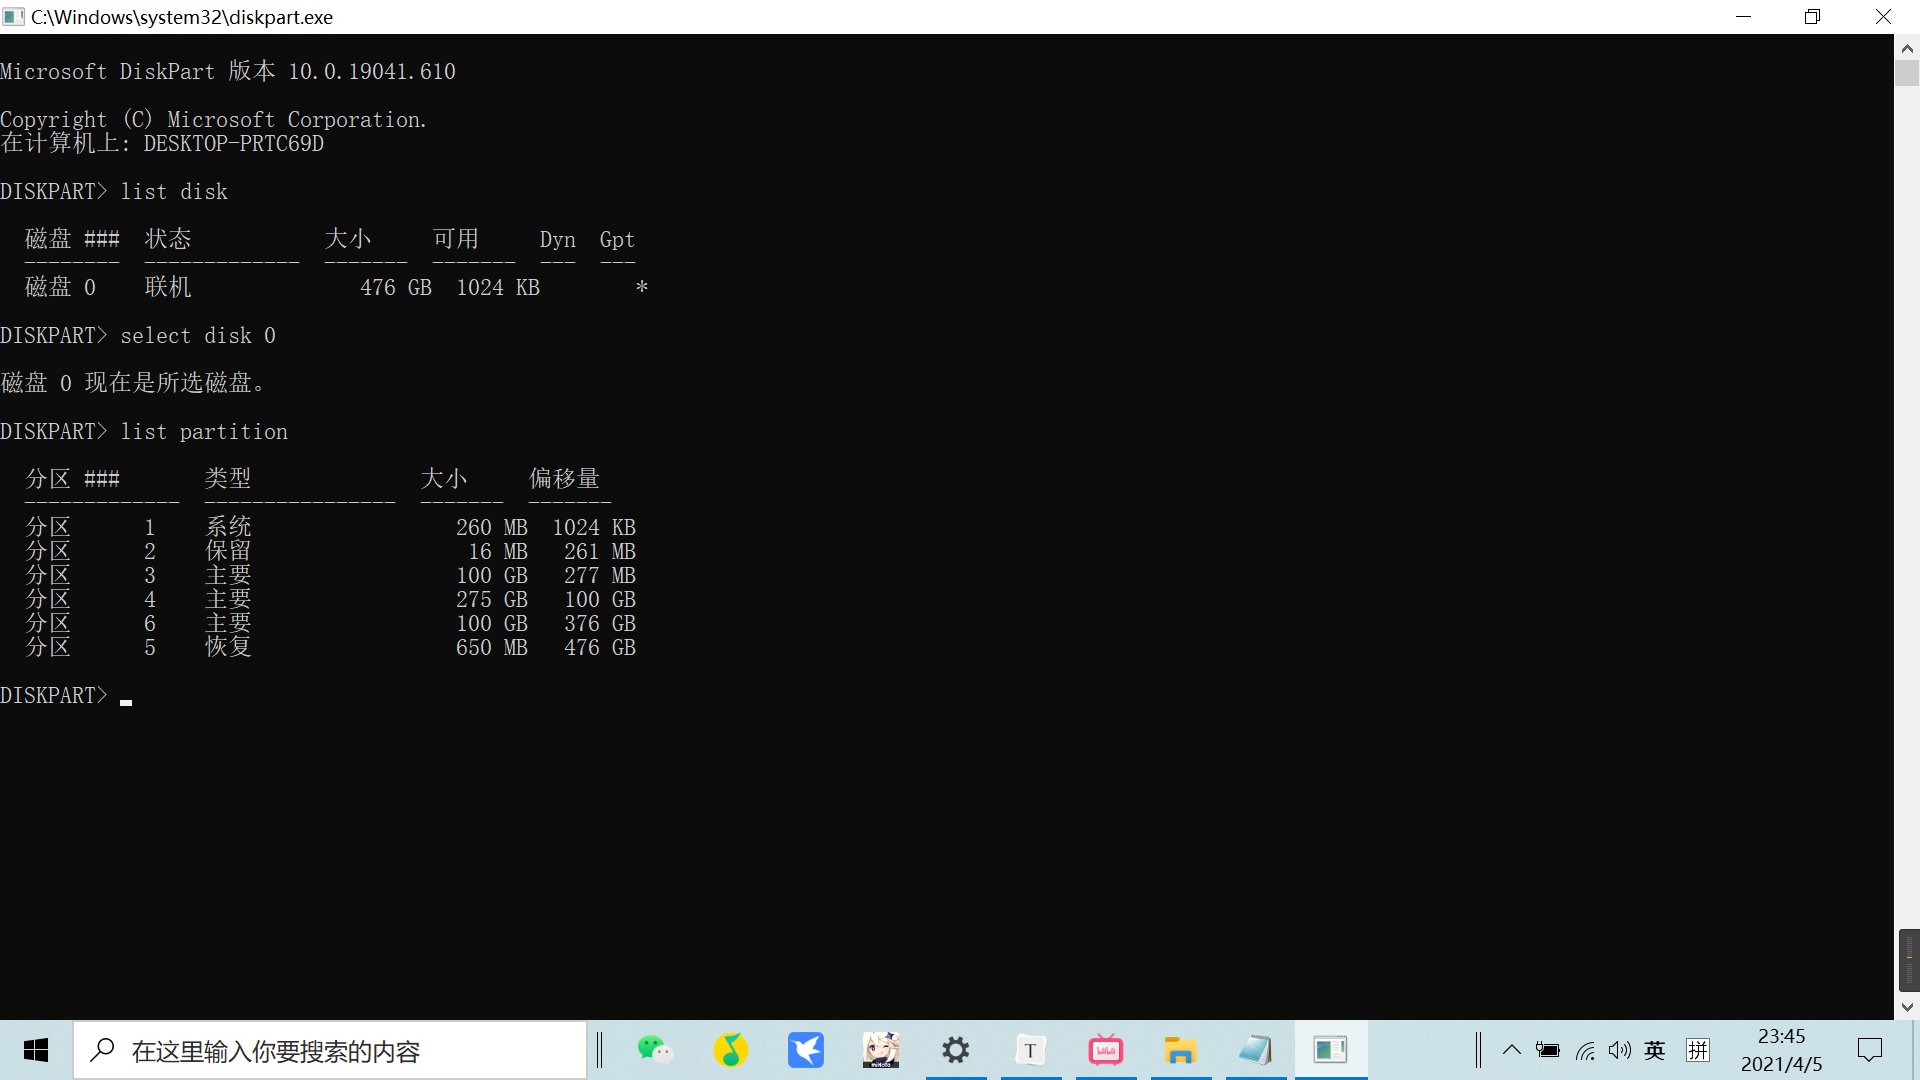 C:\Windows\system32\diskpart.exe
Microsoft DiskPart 版本 10.0.19041.610
Copyright (C) Microsoft Corporation.
在计算机上: DESKTOP-PRTC69D
DISKPART> list disk
磁盘 ### 状态 大小 可用 Dyn Gpt
-------- ------------- ------- ------- --- ---
磁盘 0 联机 476 GB 1024 KB *
DISKPART> select disk 0
磁盘 0 现在是所选磁盘。
DISKPART> list partition
分区 ### 类型 大小 偏移量
------------- ---------------- ------- -------
分区 1 系统 260 MB 1024 KB
分区 2 保留 16 MB 261 MB
分区 3 主要 100 GB 277 MB
分区 4 主要 275 GB 100 GB
分区 6 主要 100 GB 376 GB
分区 5 恢复 650 MB 476 GB
DISKPART>
在这里输入你要搜索的内容
miHoYo
T
英
拼
23:45
2021/4/5